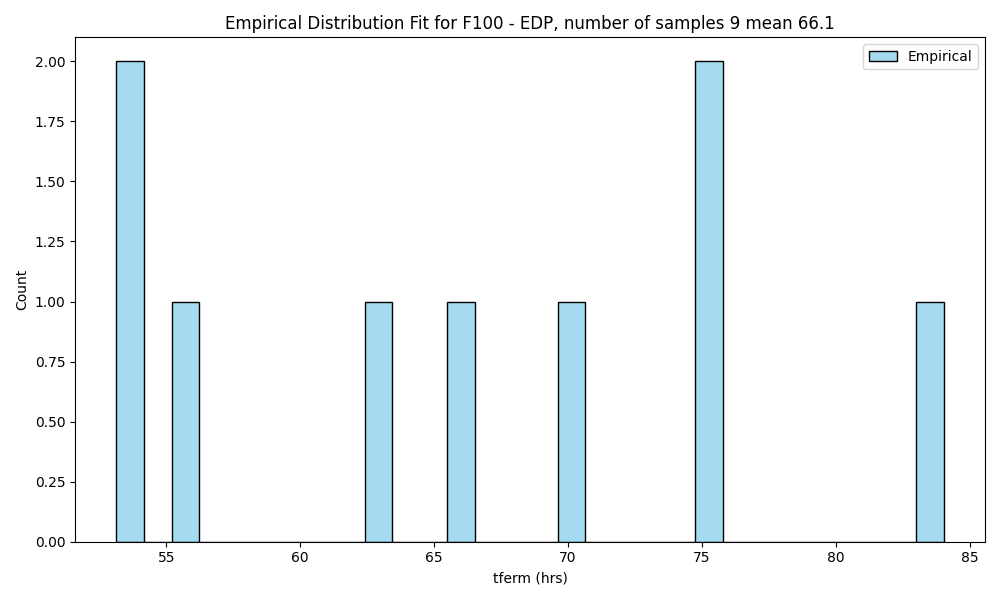 Empirical Distribution Fit for F100 - EDP, number of samples 9 mean 66.1
Empirical
2.00
1.75
1.50
1.25
1.00
0.75
0.50
0.25
0.00
Count
55 60 65 70 75 80 85
tferm (hrs)